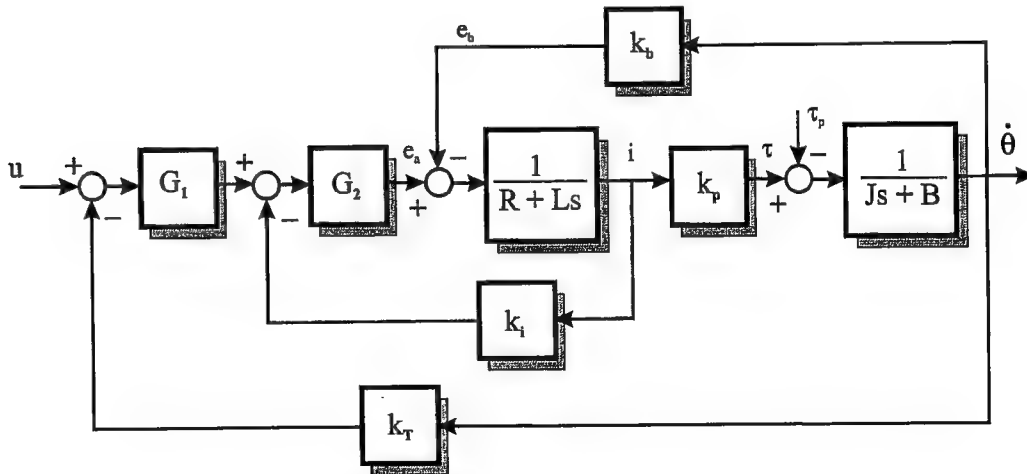 e_b
k_b
τ_p
u
+
−
G_1
+
−
G_2
e_a
−
+
1
R + Ls
i
k_p
τ
−
+
1
Js + B
θ̇
k_i
k_T